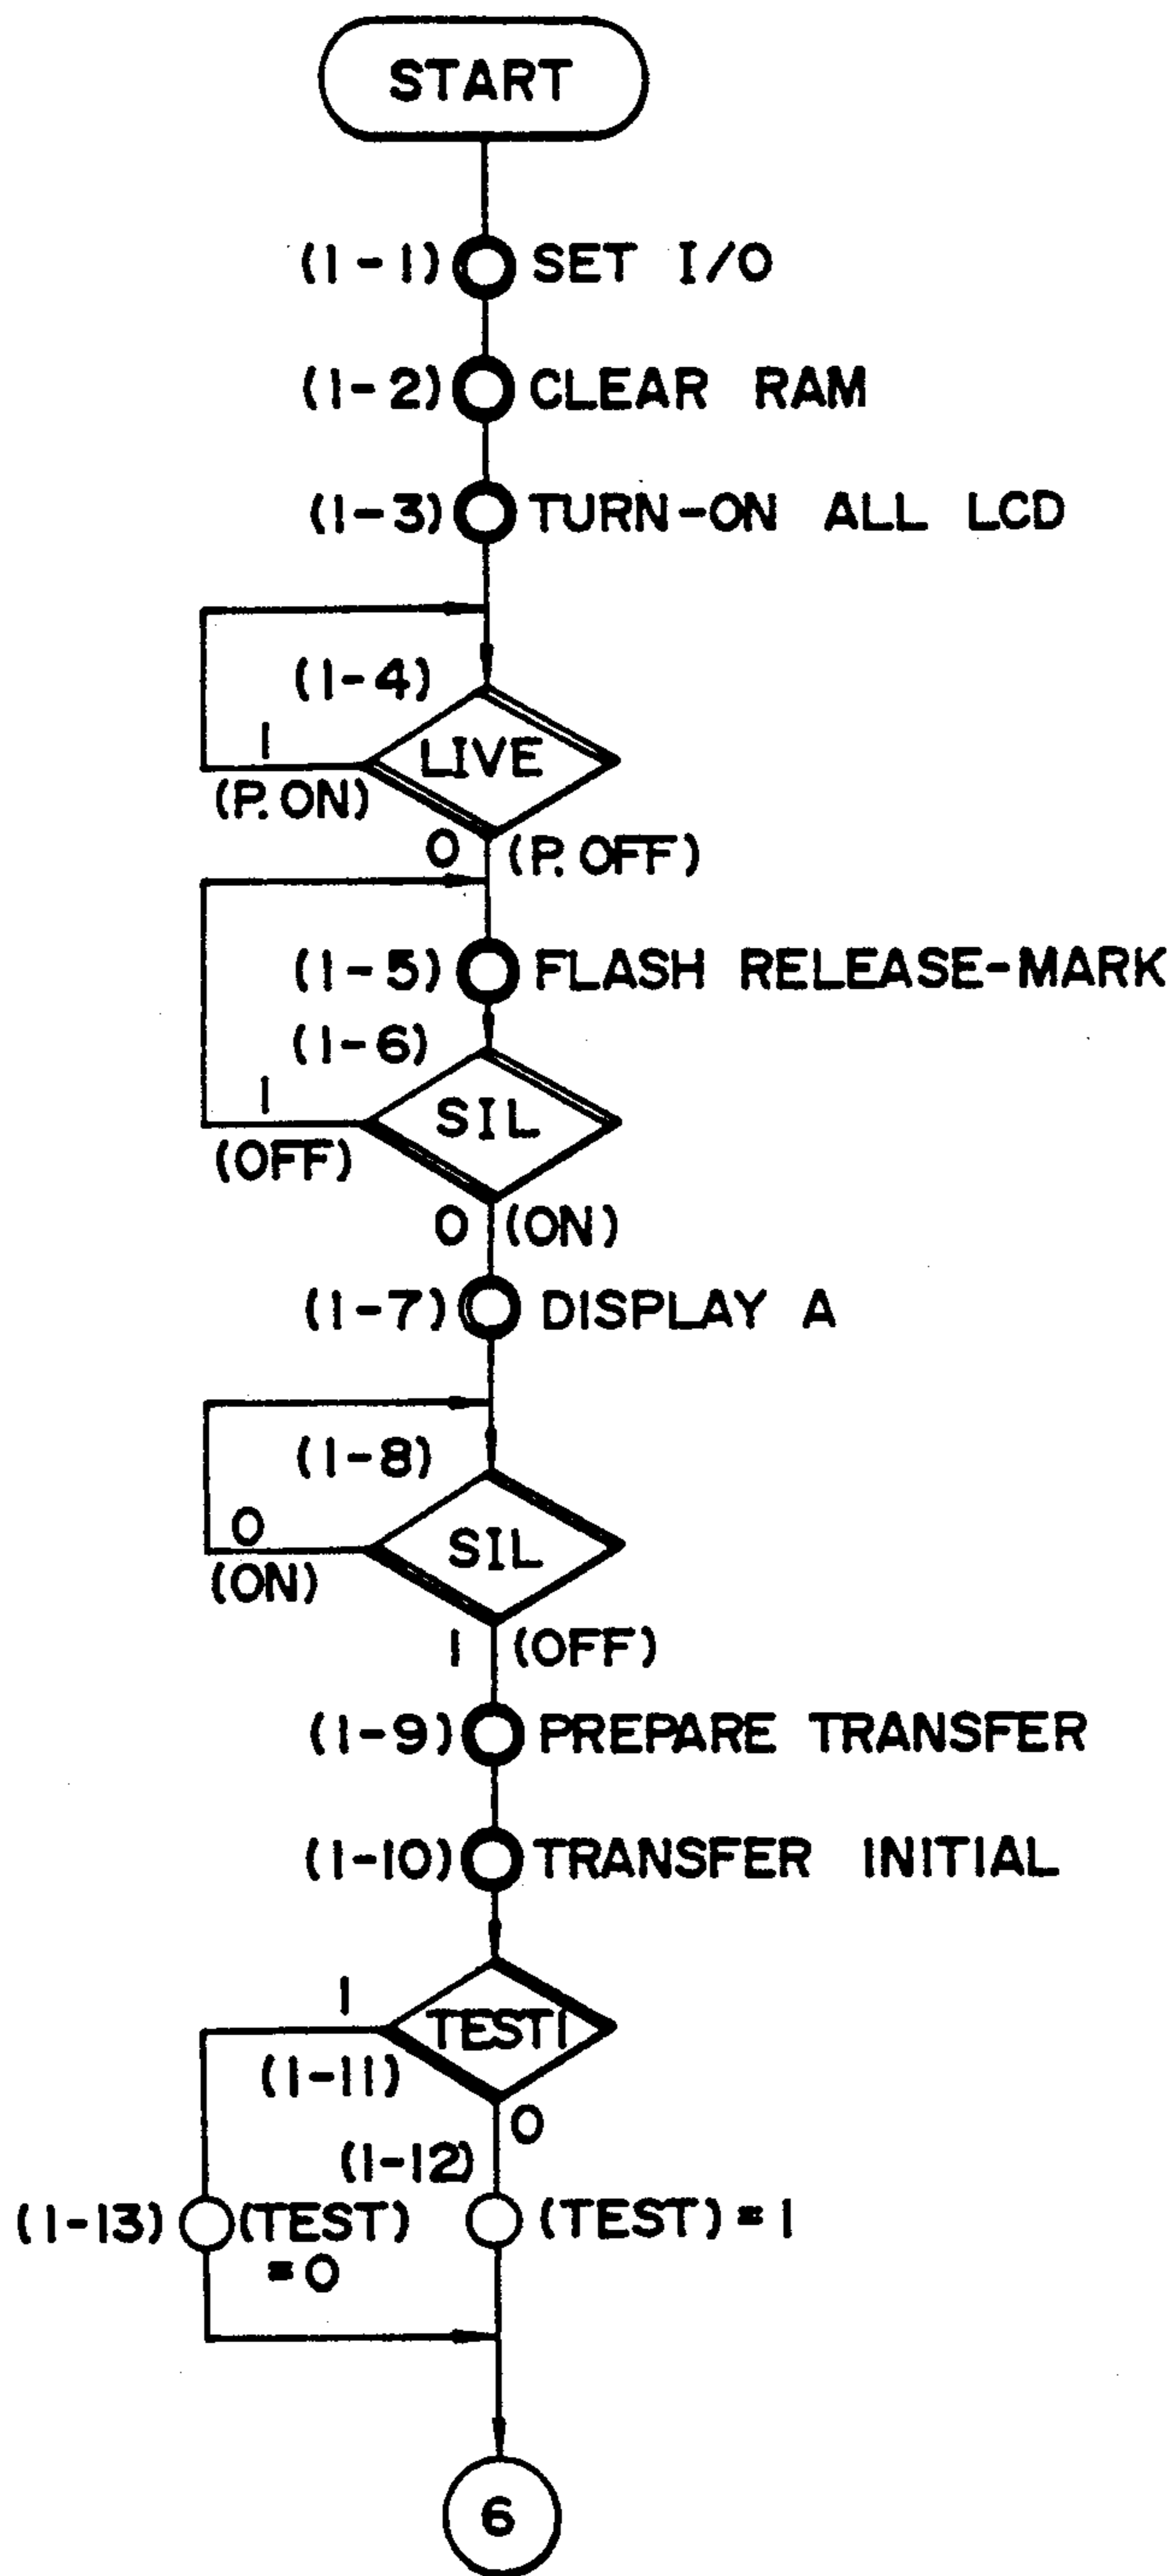 START
(1-1) SET I/O
(1-2) CLEAR RAM
(1-3) TURN-ON ALL LCD
(1-4)
LIVE
1
(P. ON)
0 (P. OFF)
(1-5) FLASH RELEASE-MARK
(1-6)
SIL
1
(OFF)
0 (ON)
(1-7) DISPLAY A
(1-8)
SIL
0
(ON)
1 (OFF)
(1-9) PREPARE TRANSFER
(1-10) TRANSFER INITIAL
1
TEST1
(1-11)
0
(1-12)
(1-13) (TEST) (TEST)=1
=0
6